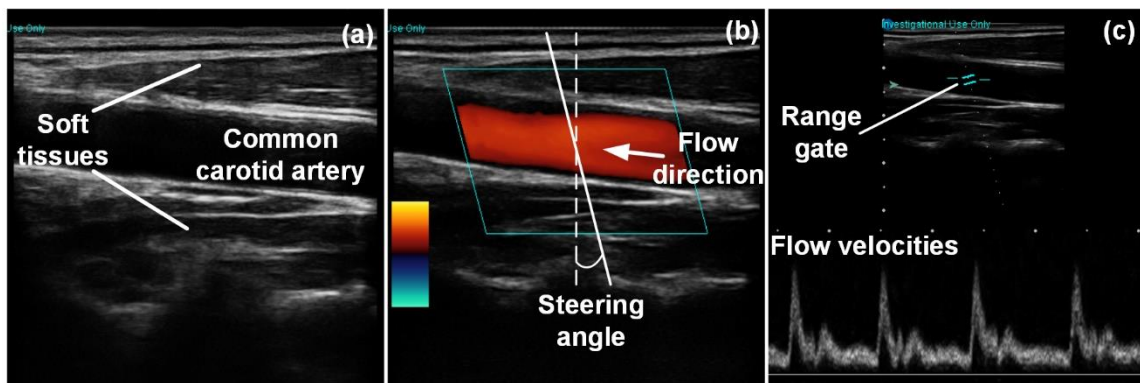 Use Only
(a)
Soft
tissues
Common
carotid artery
Use Only
(b)
Flow
direction
Steering
angle
Investigational Use Only
(c)
Range
gate
Flow velocities